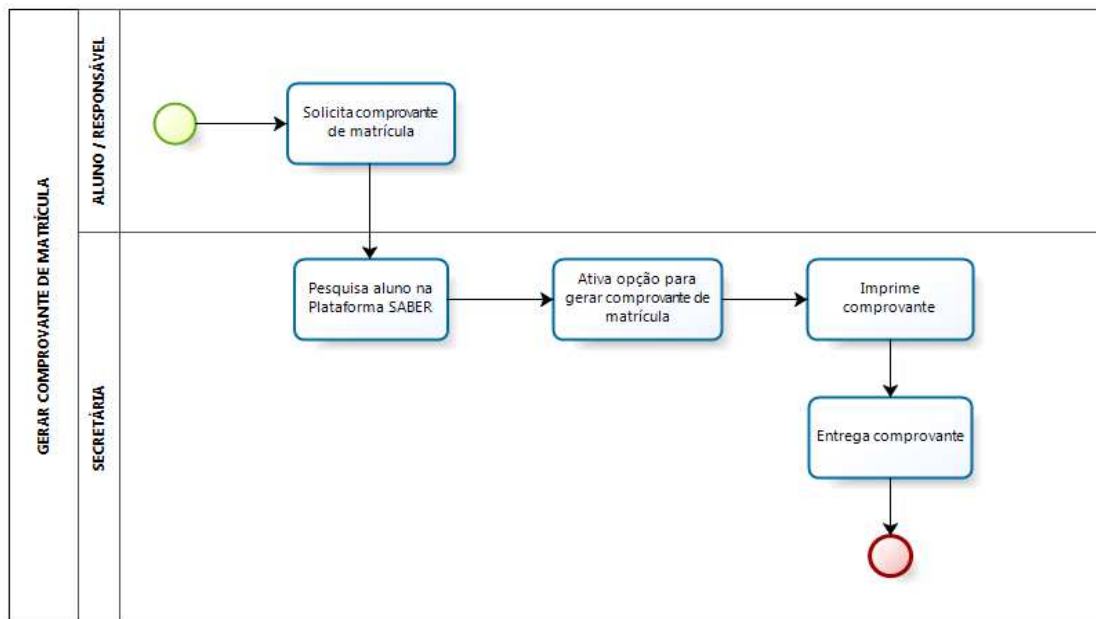 GERAR COMPROVANTE DE MATRÍCULA
ALUNO / RESPONSÁVEL
Solicita comprovante
de matrícula
SECRETÁRIA
Pesquisa aluno na
Plataforma SABER
Ativa opção para
gerar comprovante de
matrícula
Imprime
comprovante
Entrega comprovante